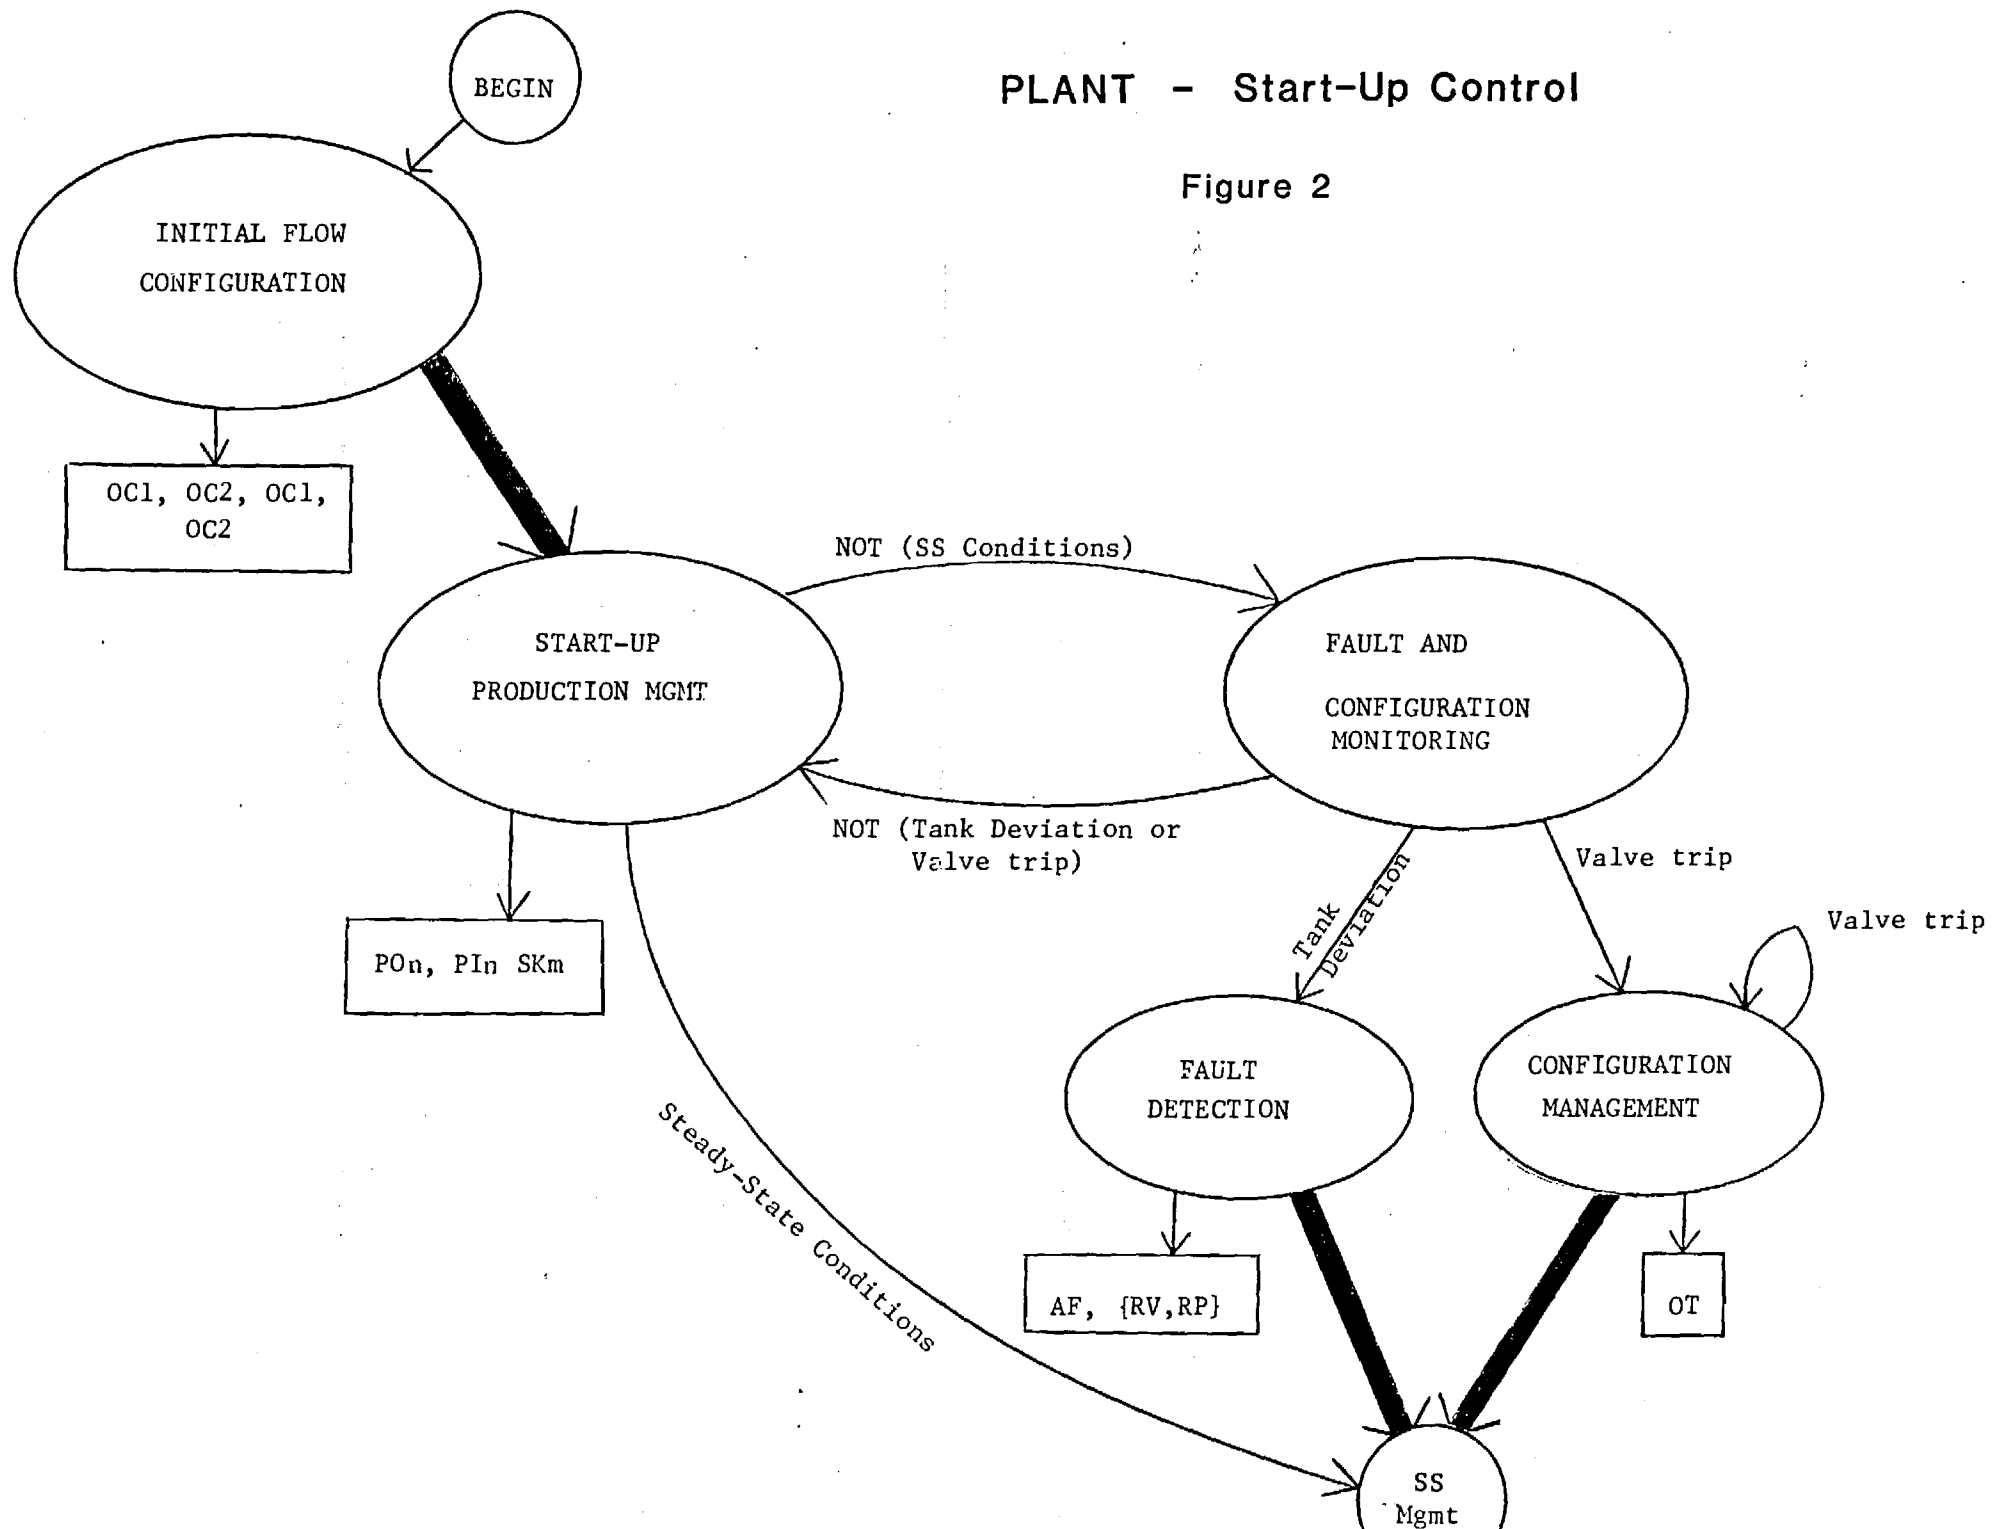 BEGIN
PLANT - Start-Up Control
Figure 2
INITIAL FLOW
CONFIGURATION
OC1, OC2, OC1,
OC2
NOT (SS Conditions)
START-UP
PRODUCTION MGMT
FAULT AND
CONFIGURATION
MONITORING
NOT (Tank Deviation or
Valve trip)
Valve trip
Tank
Deviation
Valve trip
POn, PIn SKm
FAULT
DETECTION
CONFIGURATION
MANAGEMENT
Steady-State Conditions
AF, {RV,RP}
OT
SS
Mgmt